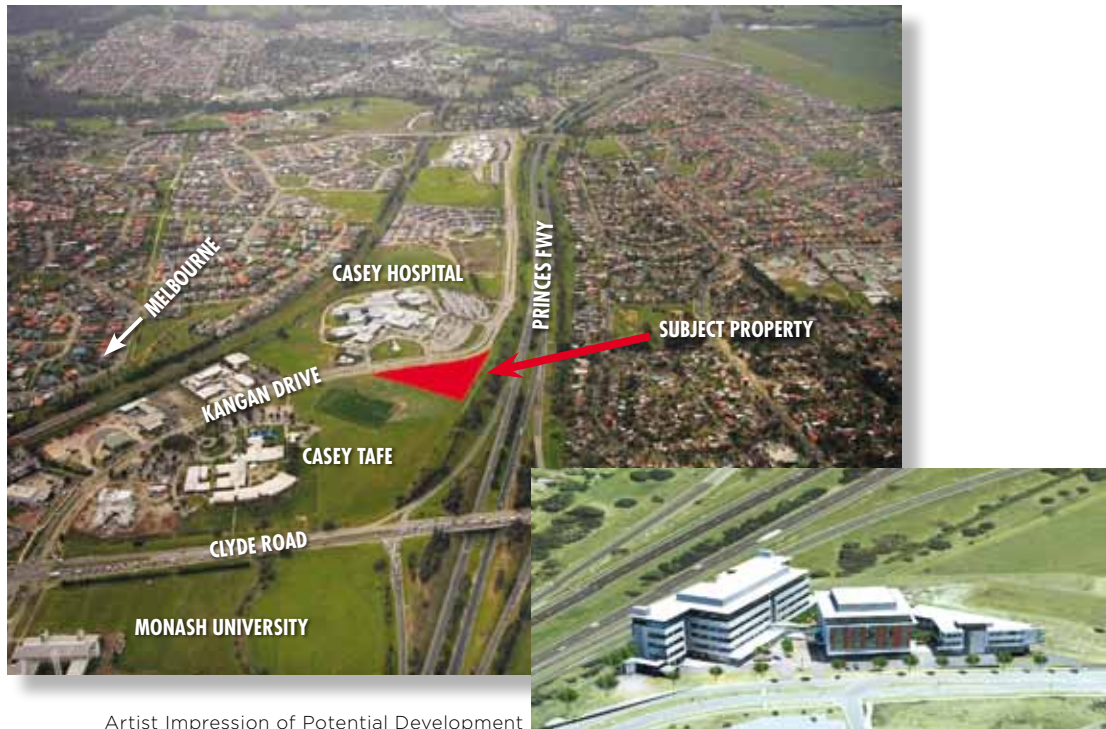 MELBOURNE
CASEY HOSPITAL
PRINCES FWY
SUBJECT PROPERTY
KANGAN DRIVE
CASEY TAFE
CLYDE ROAD
MONASH UNIVERSITY
Artist Impression of Potential Development